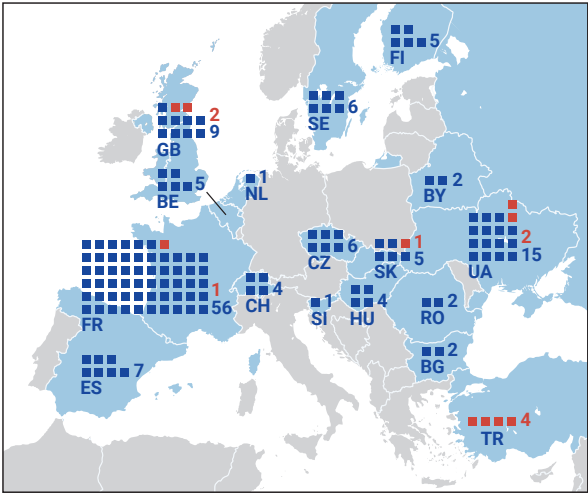 5
FI
6
SE
2
9
GB
1
NL
5
BE
2
BY
6
CZ
1
5
SK
2
15
UA
1
56
FR
4
CH
1
SI
4
HU
2
RO
2
BG
7
ES
4
TR